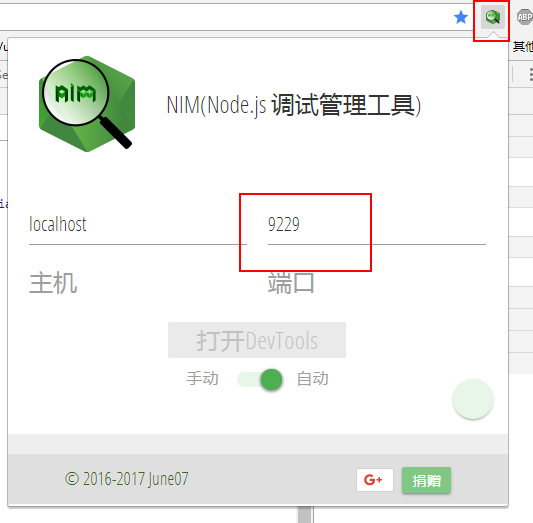 ABP
其他
NIM
NIM(Node.js 调试管理工具)
localhost
9229
主机
端口
打开DevTools
手动
自动
© 2016-2017 June07
G+
捐赠